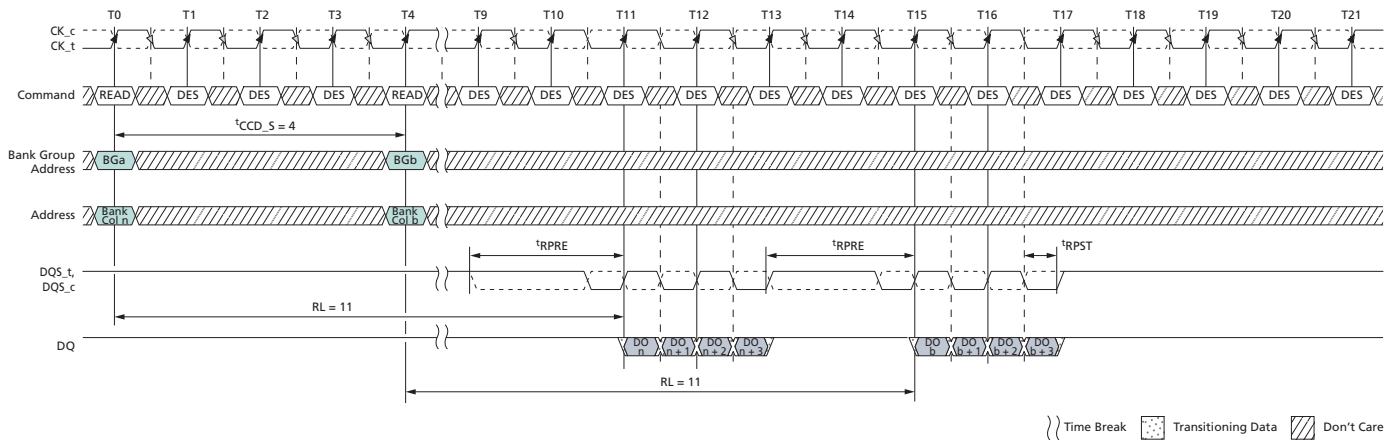 T0 T1 T2 T3 T4 T9 T10 T11 T12 T13 T14 T15 T16 T17 T18 T19 T20 T21
CK_c
CK_t
Command READ DES DES DES READ DES DES DES DES DES DES DES DES DES DES DES DES DES
tCCD_S = 4
Bank Group
Address
BGa BGb
Address
Bank
Col n
Bank
Col b
tRPRE tRPRE tRPST
DQS_t,
DQS_c
RL = 11
DQ
DO
n
DO
n + 1
DO
n + 2
DO
n + 3
DO
b
DO
b + 1
DO
b + 2
DO
b + 3
RL = 11
Time Break Transitioning Data Don't Care